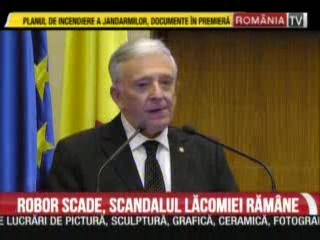 PLANUL DE INCENDIERE A JANDARMILOR, DOCUMENTE ÎN PREMIERĂ
ROMÂNIA TV
ROBOR SCADE, SCANDALUL LĂCOMIEI RĂMÂNE
E LUCRĂRI DE PICTURĂ, SCULPTURĂ, GRAFICĂ, CERAMICĂ, FOTOGRAF